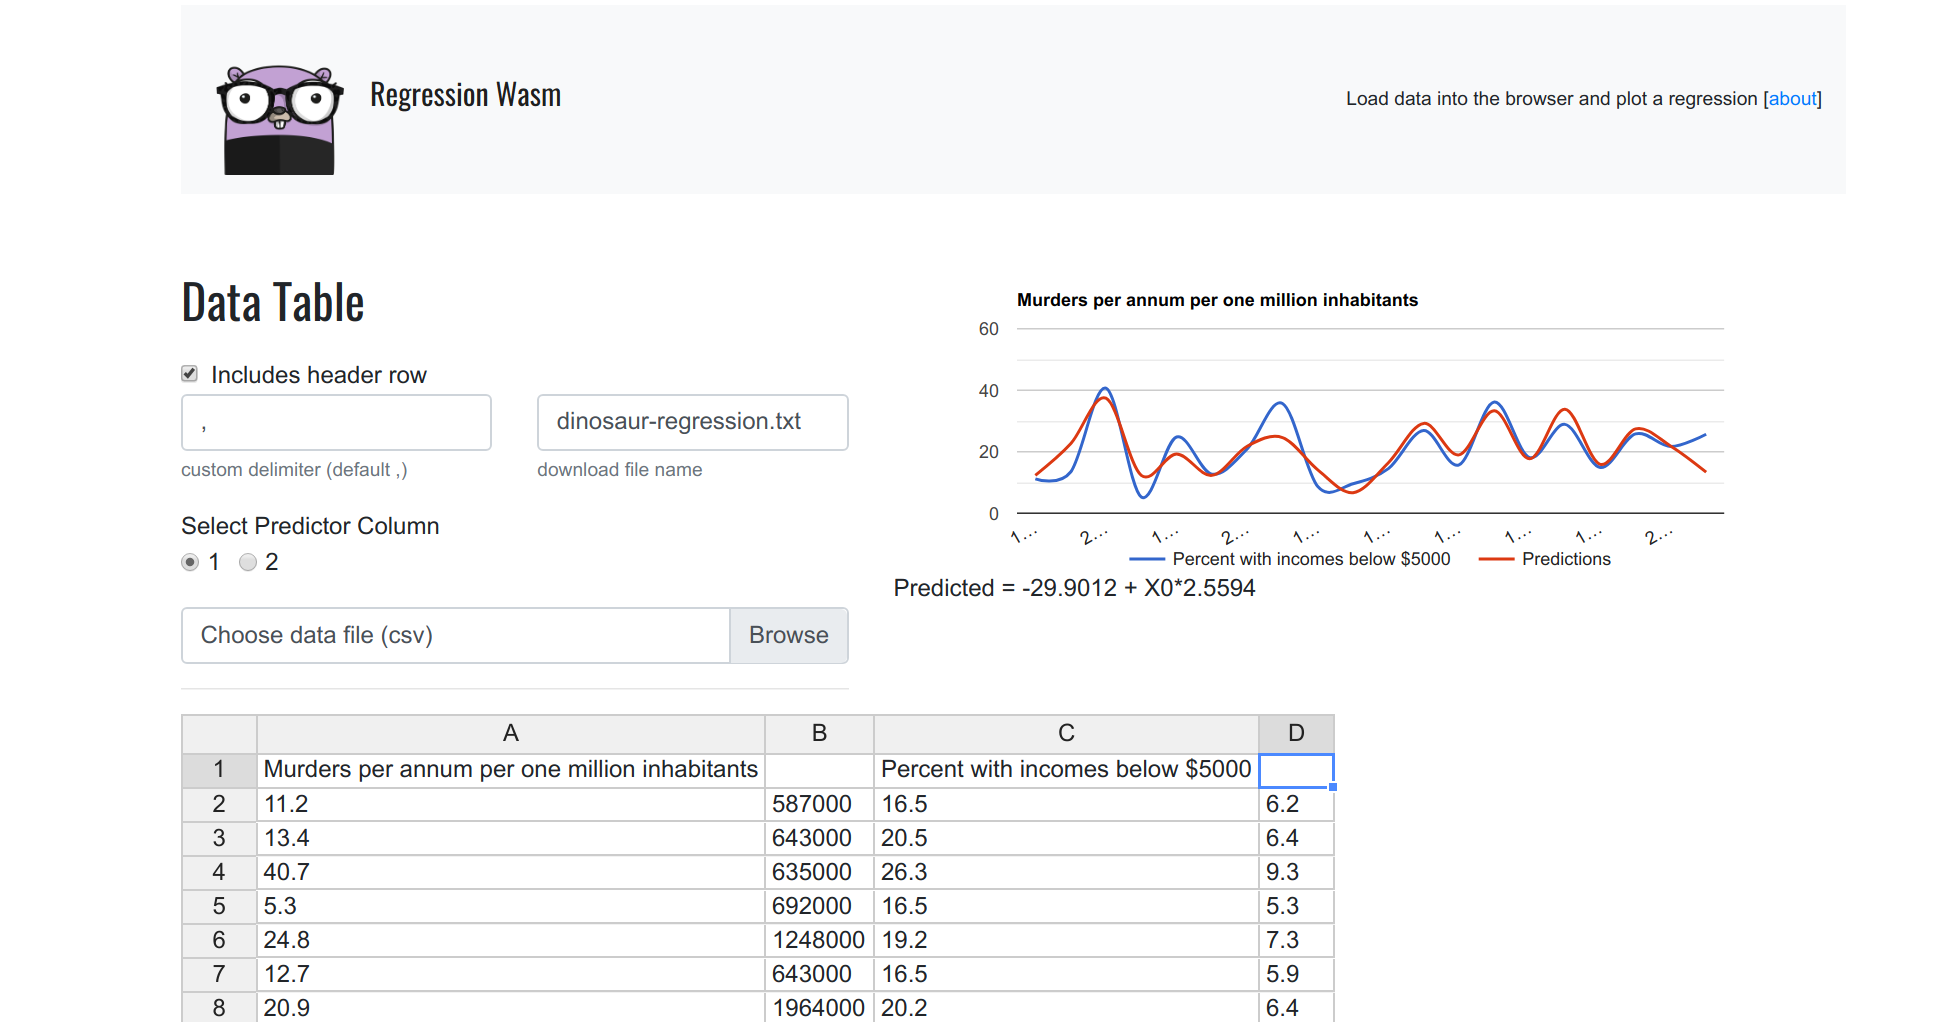 Regression Wasm
Load data into the browser and plot a regression [about]
Data Table
Includes header row
,
dinosaur-regression.txt
custom delimiter (default ,)
download file name
Select Predictor Column
1 2
Choose data file (csv) Browse
Murders per annum per one million inhabitants
60
40
20
0
1... 2... 1... 2... 1... 1... 1... 1... 1... 2...
Percent with incomes below $5000 Predictions
Predicted = -29.9012 + X0*2.5594
A B C D
1 Murders per annum per one million inhabitants Percent with incomes below $5000
2 11.2 587000 16.5 6.2
3 13.4 643000 20.5 6.4
4 40.7 635000 26.3 9.3
5 5.3 692000 16.5 5.3
6 24.8 1248000 19.2 7.3
7 12.7 643000 16.5 5.9
8 20.9 1964000 20.2 6.4